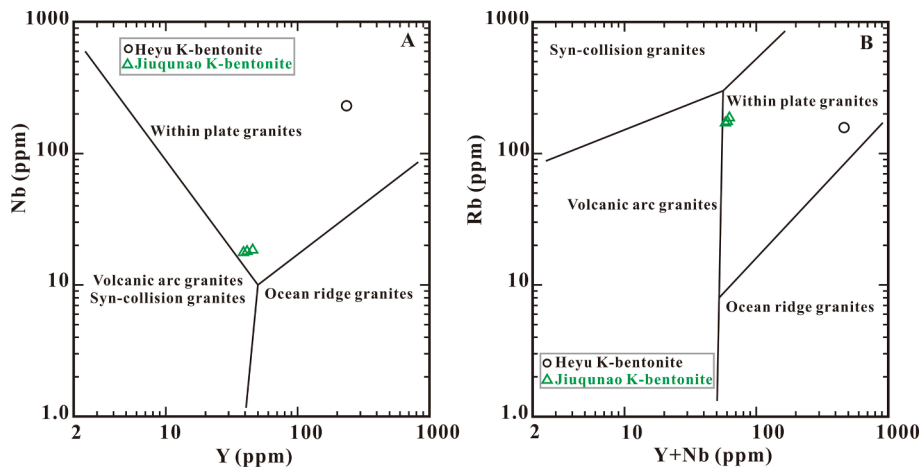 A
Heyu K-bentonite
Jiuqunao K-bentonite
Within plate granites
Volcanic arc granites
Syn-collision granites
Ocean ridge granites
1000
100
10
1.0
Nb (ppm)
2
10
100
1000
Y (ppm)
B
Syn-collision granites
Within plate granites
Volcanic arc granites
Ocean ridge granites
Heyu K-bentonite
Jiuqunao K-bentonite
1000
100
10
1.0
Rb (ppm)
2
10
100
1000
Y+Nb (ppm)